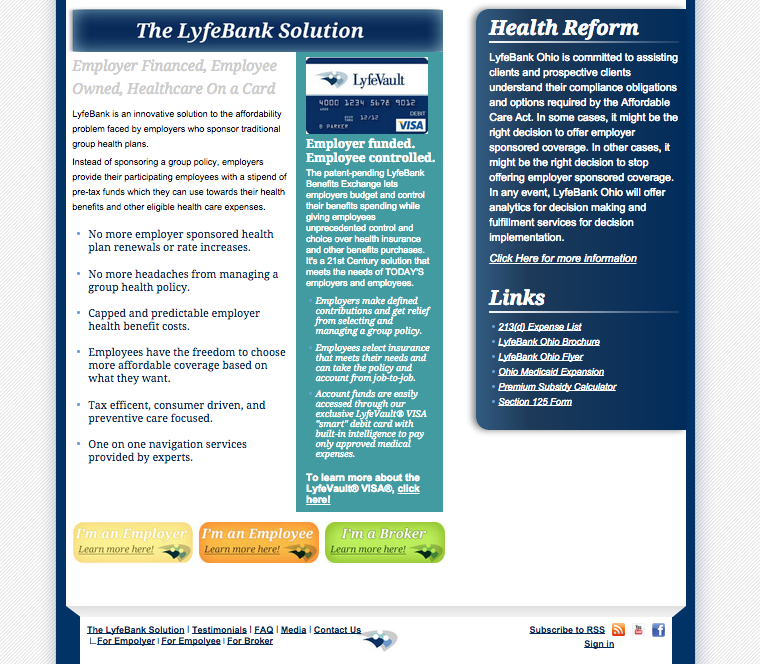 The LyfeBank Solution
Employer Financed, Employee
Owned, Healthcare On a Card
LyfeBank is an innovative solution to the affordability
problem faced by employers who sponsor traditional
group health plans.
Instead of sponsoring a group policy, employers
provide their participating employees with a stipend of
pre-tax funds which they can use towards their health
benefits and other eligible health care expenses.
No more employer sponsored health
plan renewals or rate increases.
No more headaches from managing a
group health policy.
Capped and predictable employer
health benefit costs.
Employees have the freedom to choose
more affordable coverage based on
what they want.
Tax efficent, consumer driven, and
preventive care focused.
One on one navigation services
provided by experts.
LyfeVault
4000 1234 5678 9012
12/12
DEBIT
B PARKER
VISA
Employer funded.
Employee controlled.
The patent-pending LyfeBank
Benefits Exchange lets
employers budget and control
their benefits spending while
giving employees
unprecedented control and
choice over health insurance
and other benefits purchases.
It's a 21st Century solution that
meets the needs of TODAY'S
employers and employees.
Employers make defined
contributions and get relief
from selecting and
managing a group policy.
Employees select insurance
that meets their needs and
can take the policy and
account from job-to-job.
Account funds are easily
accessed through our
exclusive LyfeVault® VISA
"smart" debit card with
built-in intelligence to pay
only approved medical
expenses.
To learn more about the
LyfeVault® VISA®, click
here!
I'm an Employer
Learn more here!
I'm an Employee
Learn more here!
I'm a Broker
Learn more here!
Health Reform
LyfeBank Ohio is committed to assisting
clients and prospective clients
understand their compliance obligations
and options required by the Affordable
Care Act. In some cases, it might be the
right decision to offer employer
sponsored coverage. In other cases, it
might be the right decision to stop
offering employer sponsored coverage.
In any event, LyfeBank Ohio will offer
analytics for decision making and
fulfillment services for decision
implementation.
Click Here for more information
Links
213(d) Expense List
LyfeBank Ohio Brochure
LyfeBank Ohio Flyer
Ohio Medicaid Expansion
Premium Subsidy Calculator
Section 125 Form
The LyfeBank Solution | Testimonials | FAQ | Media | Contact Us
For Empolyer | For Empolyee | For Broker
Subscribe to RSS
Sign in